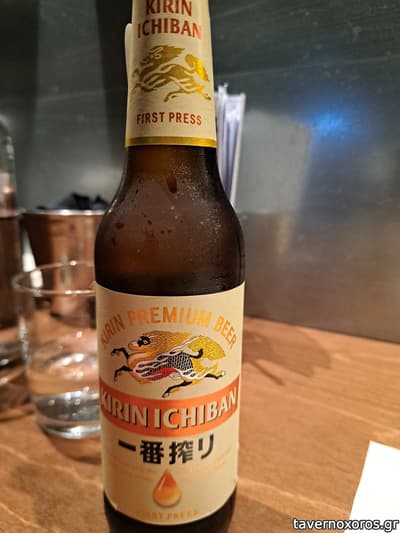 KIRIN
ICHIBAN
FIRST PRESS
KIRIN PREMIUM BEER
KIRIN ICHIBAN
一番搾り
FIRST PRESS
tavernoxoros.gr